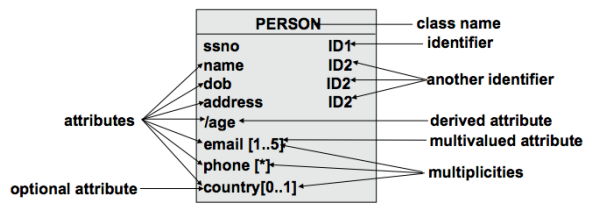 PERSON
class name
ssno ID1
identifier
name ID2
dob ID2
another identifier
address ID2
attributes
/age
derived attribute
email [1..5]
multivalued attribute
phone [*]
multiplicities
optional attribute
country[0..1]